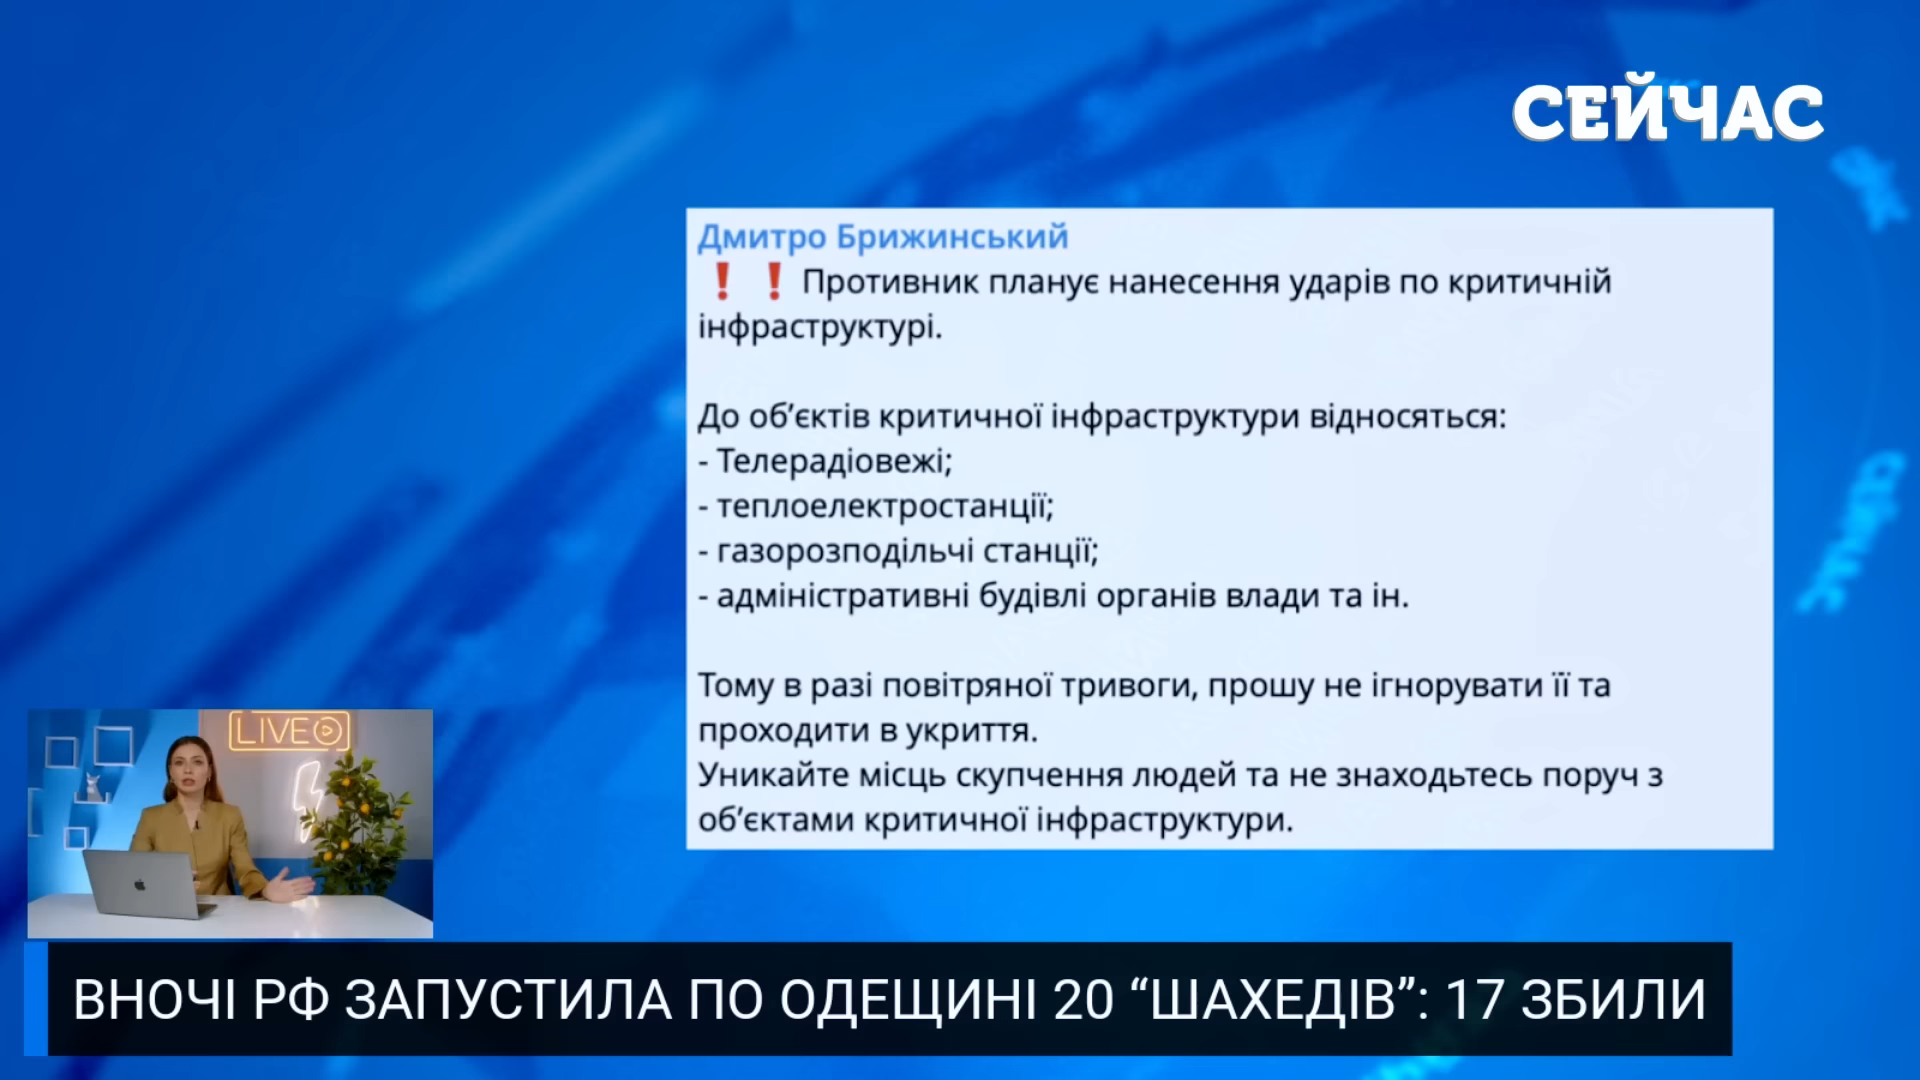 СЕЙЧАС
Дмитро Брижинський
❗ ❗ Противник планує нанесення ударів по критичній
інфраструктурі.
До об’єктів критичної інфраструктури відносяться:
- Телерадіовежі;
- теплоелектростанції;
- газорозподільчі станції;
- адміністративні будівлі органів влади та ін.
Тому в разі повітряної тривоги, прошу не ігнорувати її та
проходити в укриття.
Уникайте місць скупчення людей та не знаходьтесь поруч з
об’єктами критичної інфраструктури.
LIVE
ВНОЧІ РФ ЗАПУСТИЛА ПО ОДЕЩИНІ 20 “ШАХЕДІВ”: 17 ЗБИЛИ